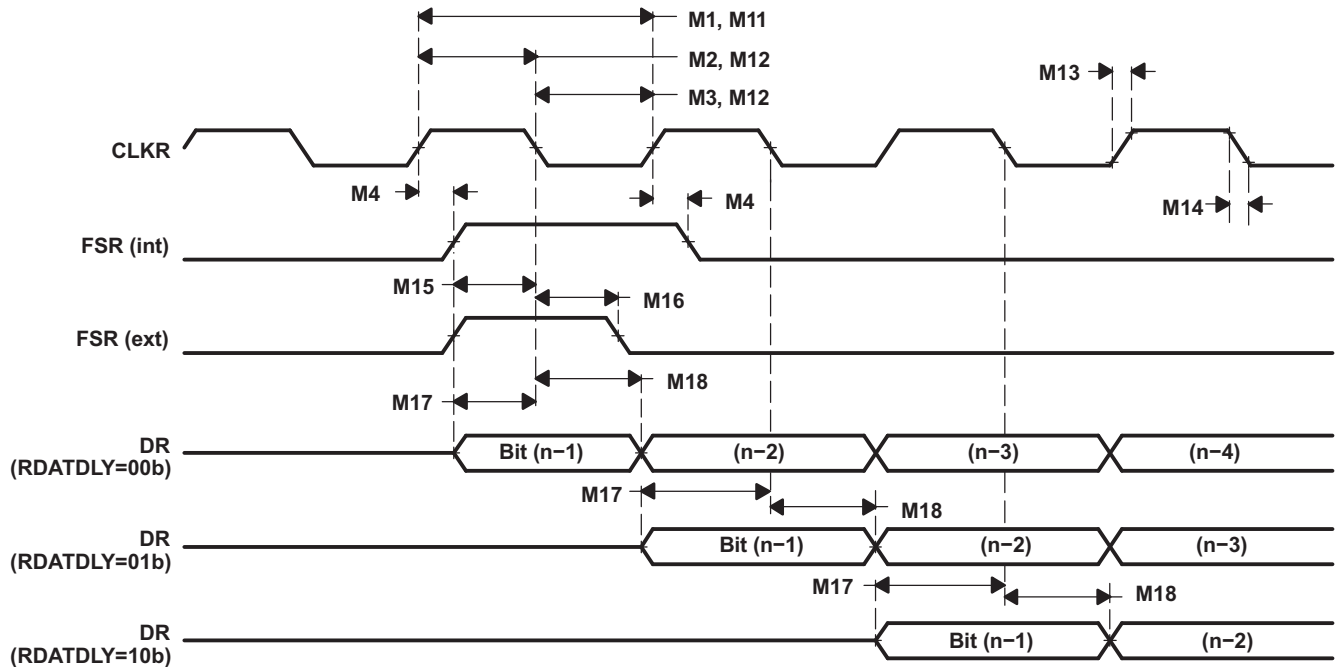 M1, M11
M2, M12
M3, M12
M13
CLKR
M4
M4
M14
FSR (int)
M15
M16
FSR (ext)
M18
M17
DR
(RDATDLY=00b)
Bit (n−1)
(n−2)
(n−3)
(n−4)
M17
M18
DR
(RDATDLY=01b)
Bit (n−1)
(n−2)
(n−3)
M17
M18
DR
(RDATDLY=10b)
Bit (n−1)
(n−2)